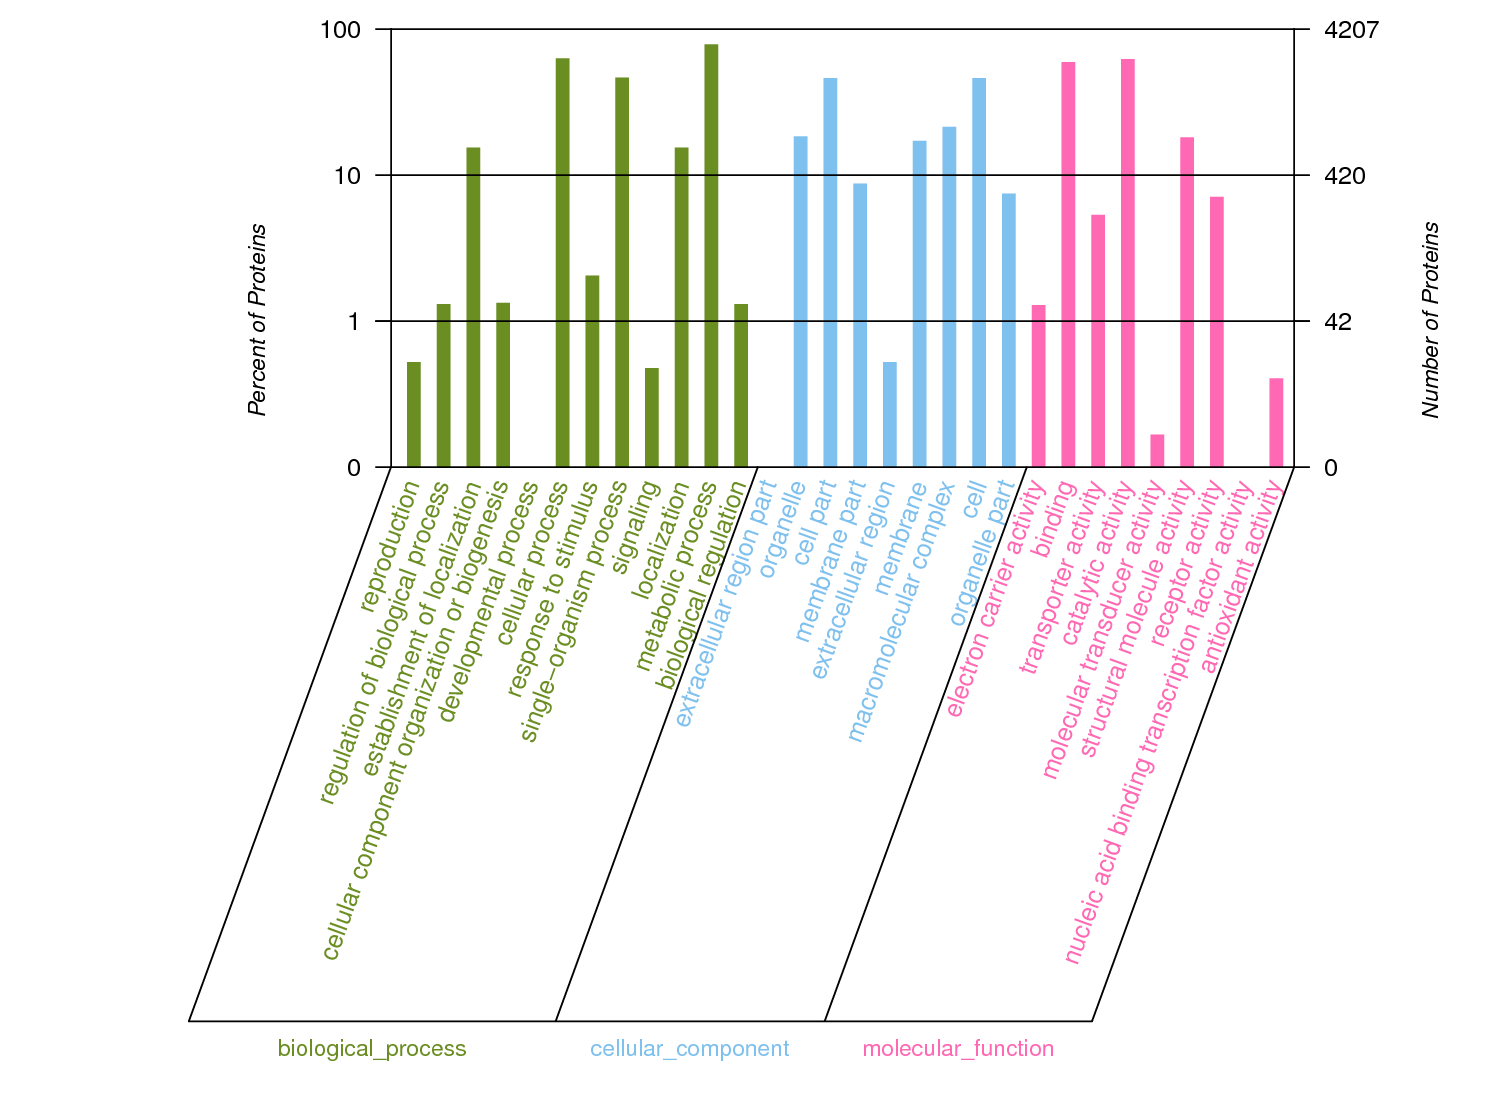 100
10
1
0
4207
420
42
0
Percent of Proteins
Number of Proteins
reproduction
regulation of biological process
establishment of localization
cellular component organization or biogenesis
developmental process
cellular process
response to stimulus
single−organism process
signaling
localization
metabolic process
biological regulation
extracellular region part
organelle
cell part
membrane part
extracellular region
membrane
macromolecular complex
cell
organelle part
electron carrier activity
binding
transporter activity
catalytic activity
molecular transducer activity
structural molecule activity
receptor activity
nucleic acid binding transcription factor activity
antioxidant activity
biological_process
cellular_component
molecular_function